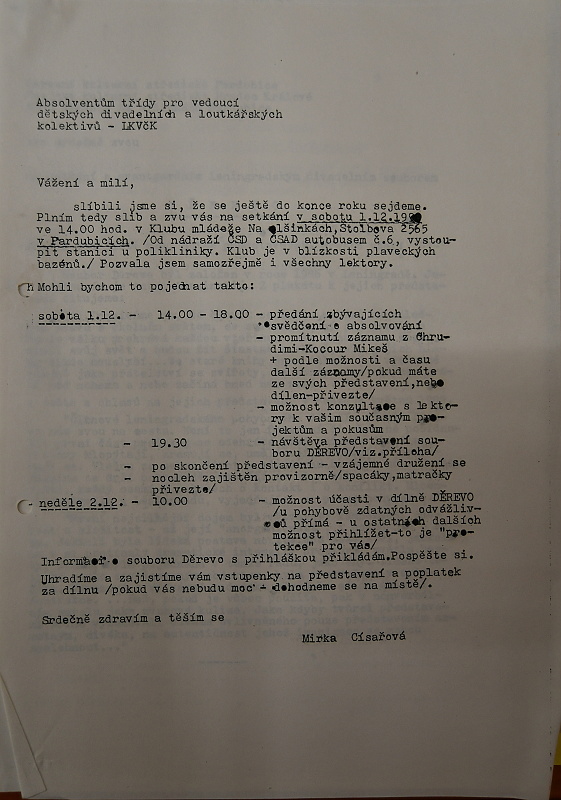 Absolventům třídy pro vedoucí
dětských divadelních a loutkářských
kolektivů - LKVČK
Vážení a milí,
slíbili jsme si, že se ještě do konce roku sejdeme.
Plním tedy slib a zvu vás na setkání v sobotu 1.12.1990
ve 14.00 hod. v Klubu mládeže Na Olšinkách,Štolbova 2565
v Pardubicích. /Od nádraží ČSD a ČSAD autobusem č.6, vystou-
pit stanicí u polikliniky. Klub je v blízkosti plaveckých
bazénů./ Pozvala jsem samozřejmě i všechny lektory.
Mohli bychom to pojednat takto:
sobota 1.12. - 14.00 - 18.00 - předání zbývajících
osvědčení o absolvování
- promítnutí záznamu z Chru-
dimi-Kocour Mikeš
+ podle možností a času
další záznamy/pokud máte
ze svých představení,nebo
dílen-přivezte/
- možnost konzultace s lekto-
ry k vašim současným pro-
jektům a pokusům
- 19.30 - návštěva představení sou-
boru DĚREVO/viz.příloha/
- po skončení představení - vzájemné družení se
- nocleh zajištěn provizorně/spacáky,matračky
přivezte/
- neděle 2.12. - 10.00 - možnost účasti v dílně DĚREVO
/u pohybově zdatných odvážliv-
ců přímá - u ostatních dalších
možnost přihlížet-to je "pro-
tekce" pro vás/
Informaci o souboru Děrevo s přihláškou přikládám.Pospěšte si.
Uhradíme a zajistíme vám vstupenky na představení a poplatek
za dílnu /pokud vás nebudu moc - dohodneme se na místě/.
Srdečně zdravím a těším se
Mirka Císařová